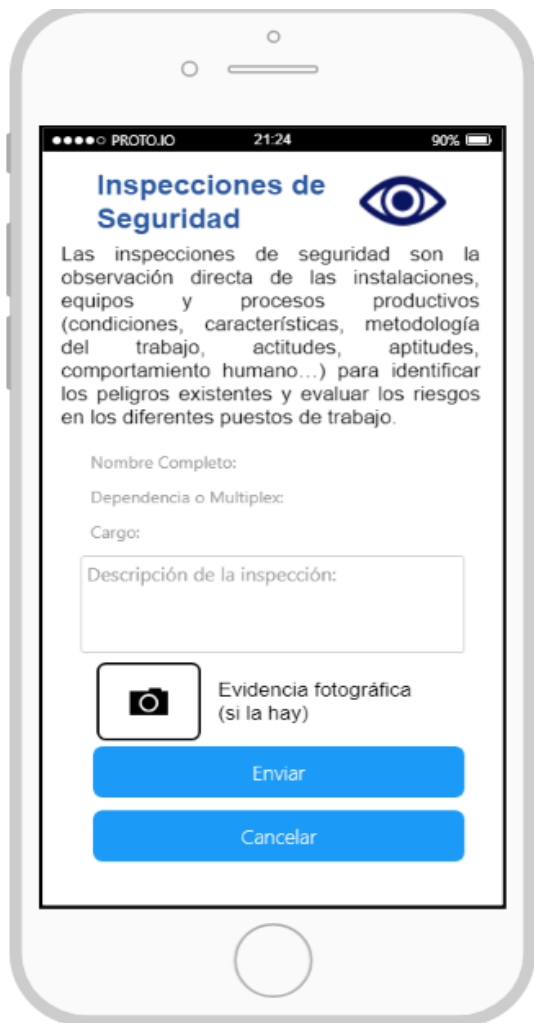 PROTO.IO 21:24 90%
Inspecciones de
Seguridad
Las inspecciones de seguridad son la
observación directa de las instalaciones,
equipos y procesos productivos
(condiciones, características, metodología
del trabajo, actitudes, aptitudes,
comportamiento humano...) para identificar
los peligros existentes y evaluar los riesgos
en los diferentes puestos de trabajo.
Nombre Completo:
Dependencia o Multiplex:
Cargo:
Descripción de la inspección:
Evidencia fotográfica
(si la hay)
Enviar
Cancelar